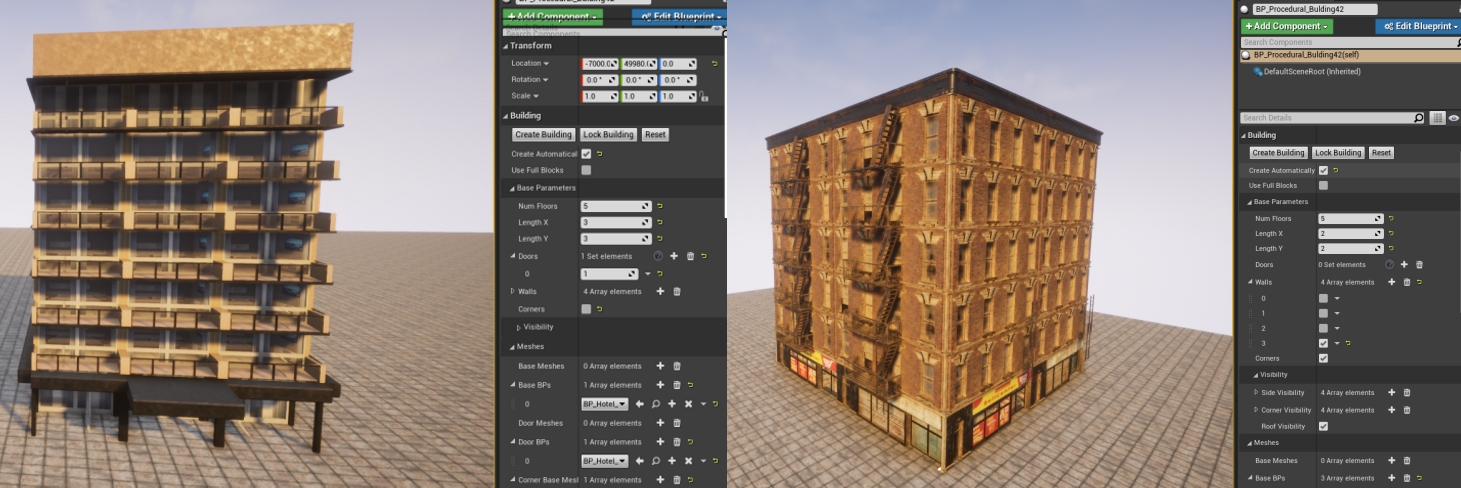 BP_Procedural_Bulding42
+ Add Component
Edit Blueprint
Search Components
Transform
Location
-7000.0
49980.0
0.0
Rotation
0.0 °
0.0 °
0.0 °
Scale
1.0
1.0
1.0
Building
Create Building
Lock Building
Reset
Create Automatical
Use Full Blocks
Base Parameters
Num Floors
5
Length X
3
Length Y
3
Doors
1 Set elements
0
1
Walls
4 Array elements
Corners
Visibility
Meshes
Base Meshes
0 Array elements
Base BPs
1 Array elements
0
BP_Hotel_
Door Meshes
0 Array elements
Door BPs
1 Array elements
0
BP_Hotel_
Corner Base Mesl
1 Array elements
BP_Procedural_Bulding42
+ Add Component
Edit Blueprint
Search Components
BP_Procedural_Bulding42(self)
DefaultSceneRoot (Inherited)
Search Details
Building
Create Building
Lock Building
Reset
Create Automatically
Use Full Blocks
Base Parameters
Num Floors
5
Length X
2
Length Y
2
Doors
0 Set elements
Walls
4 Array elements
0
1
2
3
Corners
Visibility
Side Visibility
4 Array elements
Corner Visibility
4 Array elements
Roof Visibility
Meshes
Base Meshes
0 Array elements
Base BPs
3 Array elements